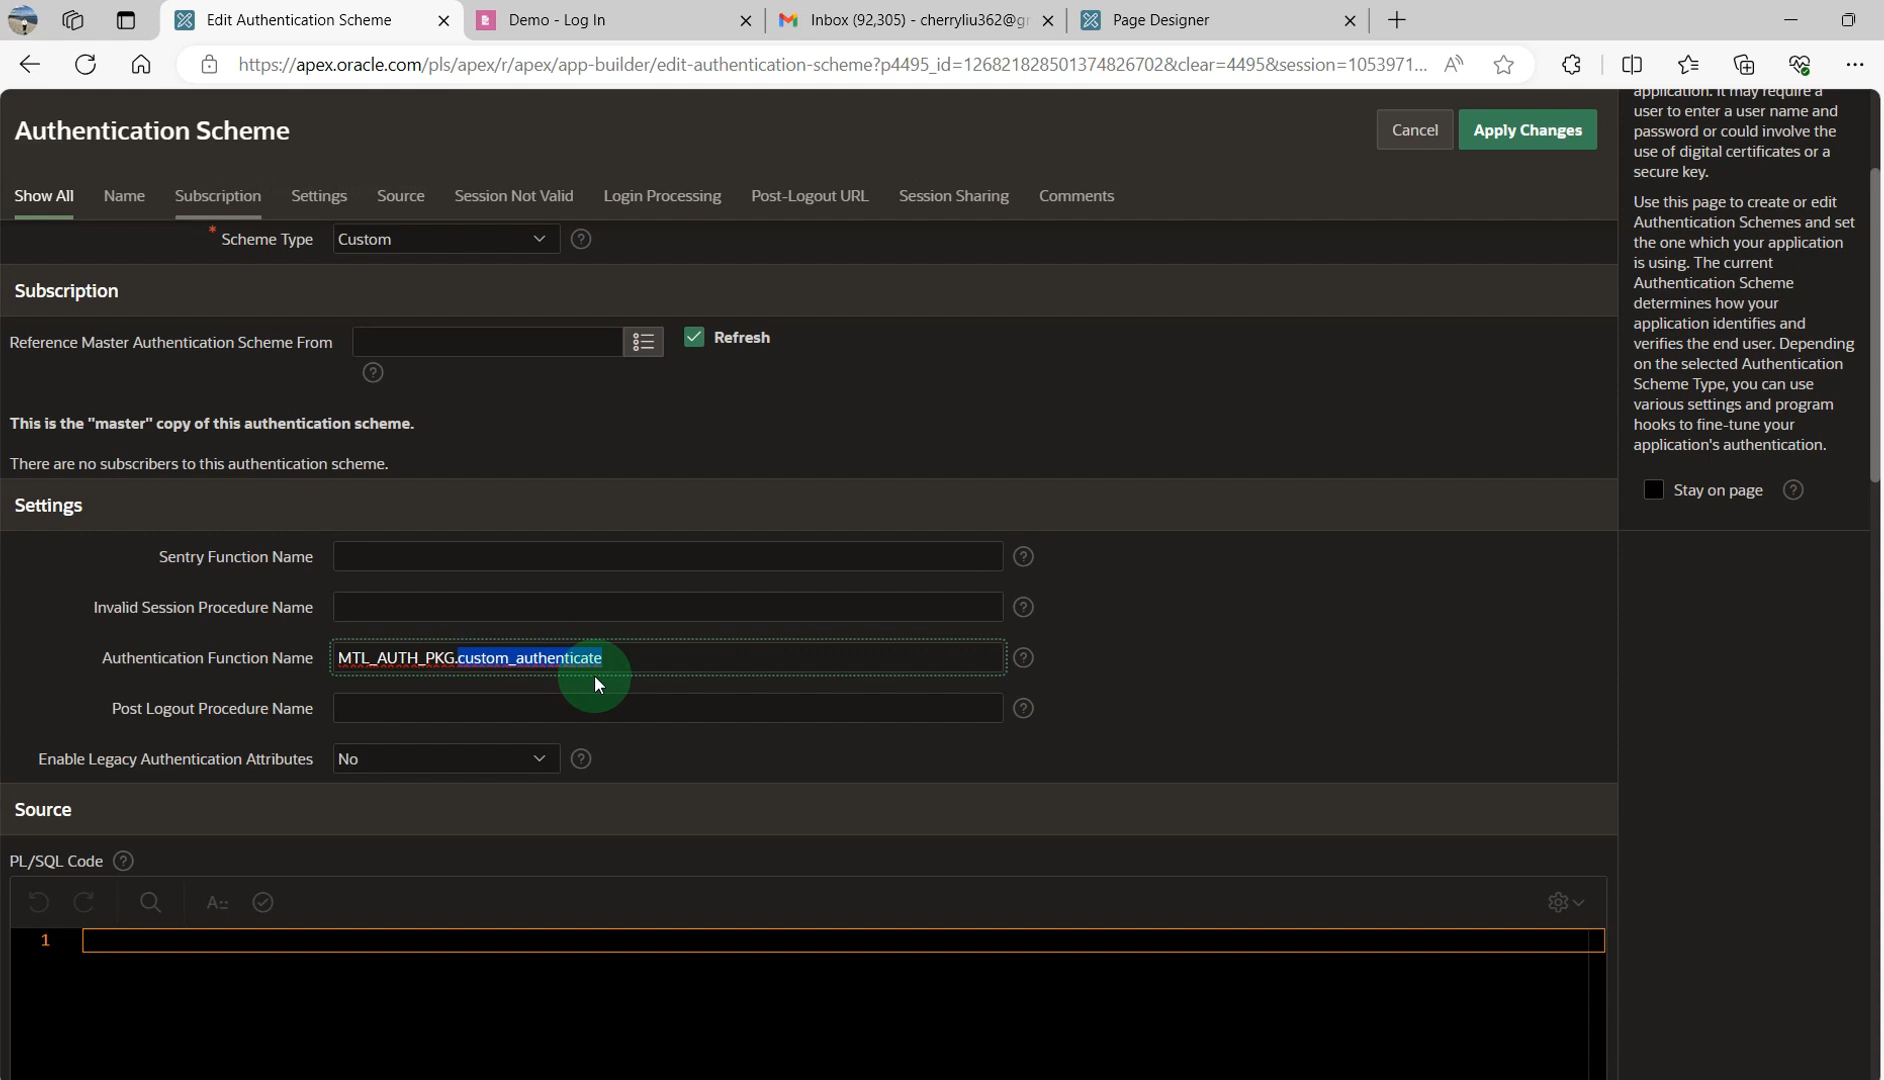 Edit Authentication Scheme
Demo - Log In
Inbox (92,305) - cherryliu362@gr
Page Designer
https://apex.oracle.com/pls/apex/r/apex/app-builder/edit-authentication-scheme?p4495_id=126821828501374826702&clear=4495&session=1053971...
Authentication Scheme
Cancel
Apply Changes
Show All
Name
Subscription
Settings
Source
Session Not Valid
Login Processing
Post-Logout URL
Session Sharing
Comments
* Scheme Type
Custom
Subscription
Reference Master Authentication Scheme From
Refresh
This is the "master" copy of this authentication scheme.
There are no subscribers to this authentication scheme.
Settings
Sentry Function Name
Invalid Session Procedure Name
Authentication Function Name
MTL_AUTH_PKG.custom_authenticate
Post Logout Procedure Name
Enable Legacy Authentication Attributes
No
Source
PL/SQL Code
1
application. It may require a
user to enter a user name and
password or could involve the
use of digital certificates or a
secure key.
Use this page to create or edit
Authentication Schemes and set
the one which your application
is using. The current
Authentication Scheme
determines how your
application identifies and
verifies the end user. Depending
on the selected Authentication
Scheme Type, you can use
various settings and program
hooks to fine-tune your
application's authentication.
Stay on page